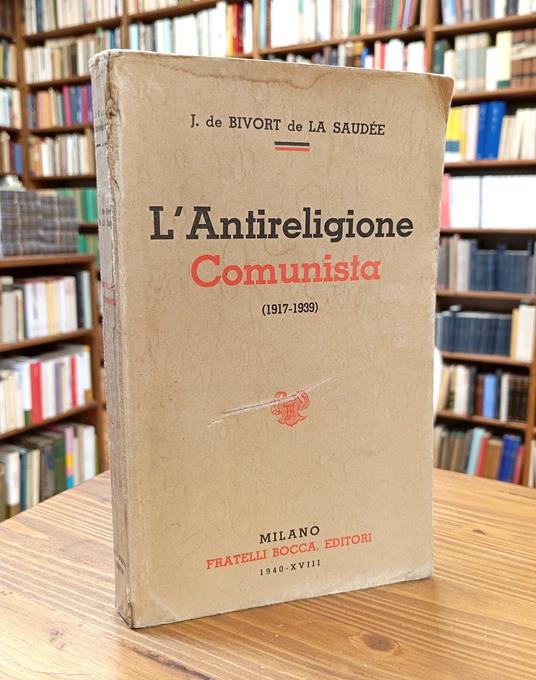 J. de BIVORT de LA SAUDÉE
L'Antireligione
Comunista
(1917-1939)
MILANO
FRATELLI BOCCA, EDITORI
1940-XVIII